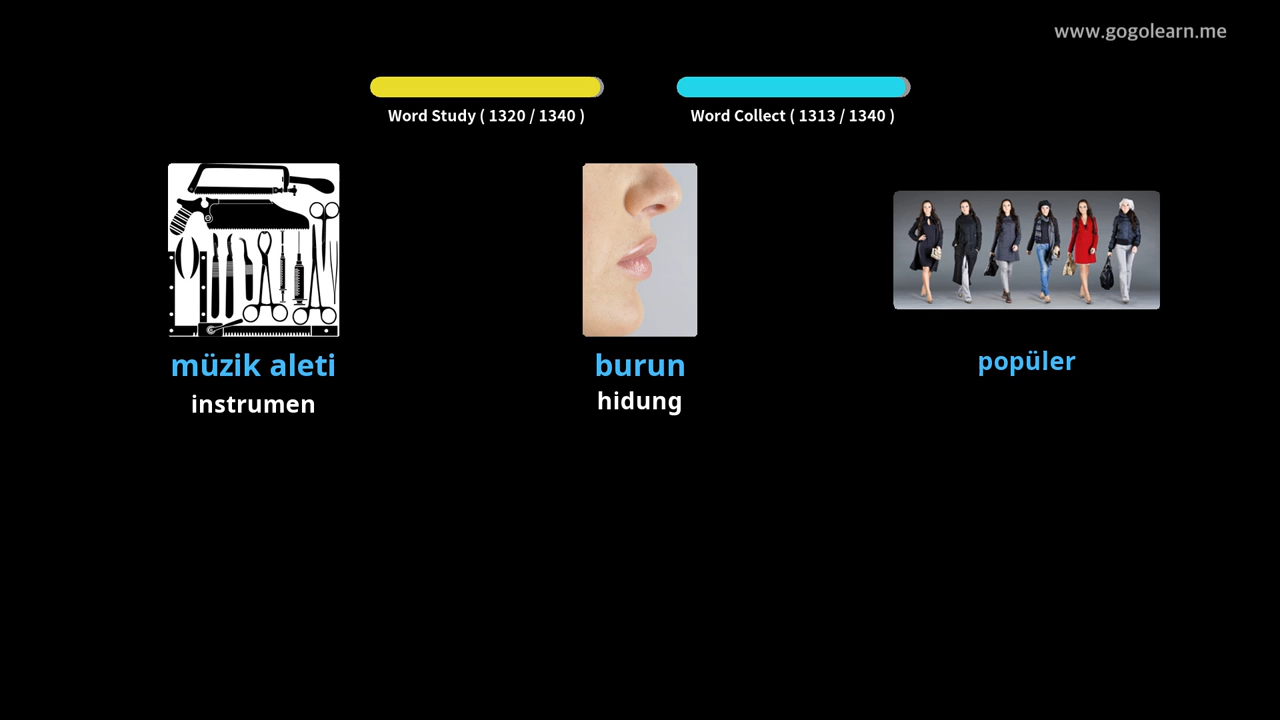 www.gogolearn.me
Word Study ( 1320 / 1340 )
Word Collect ( 1313 / 1340 )
müzik aleti
instrumen
burun
hidung
popüler